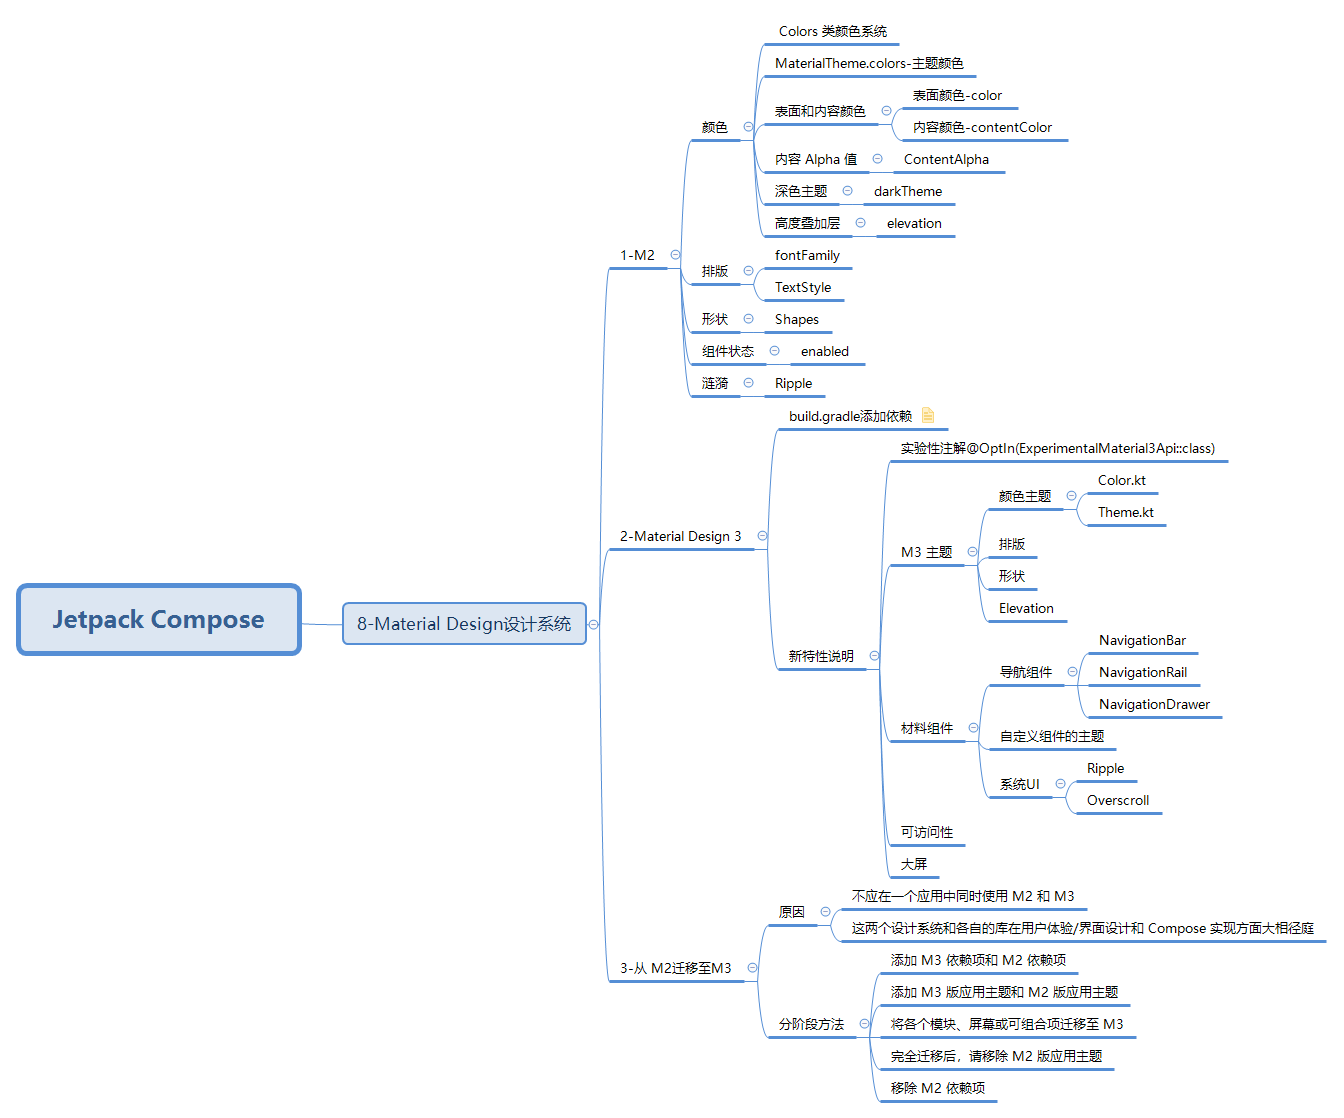 Jetpack Compose
8-Material Design设计系统
1-M2
颜色
Colors 类颜色系统
MaterialTheme.colors-主题颜色
表面和内容颜色
表面颜色-color
内容颜色-contentColor
内容 Alpha 值
ContentAlpha
深色主题
darkTheme
高度叠加层
elevation
排版
fontFamily
TextStyle
形状
Shapes
组件状态
enabled
涟漪
Ripple
2-Material Design 3
build.gradle添加依赖
新特性说明
实验性注解@OptIn(ExperimentalMaterial3Api::class)
M3 主题
颜色主题
Color.kt
Theme.kt
排版
形状
Elevation
材料组件
导航组件
NavigationBar
NavigationRail
NavigationDrawer
自定义组件的主题
系统UI
Ripple
Overscroll
可访问性
大屏
3-从 M2迁移至M3
原因
不应在一个应用中同时使用 M2 和 M3
这两个设计系统和各自的库在用户体验/界面设计和 Compose 实现方面大相径庭
分阶段方法
添加 M3 依赖项和 M2 依赖项
添加 M3 版应用主题和 M2 版应用主题
将各个模块、屏幕或可组合项迁移至 M3
完全迁移后，请移除 M2 版应用主题
移除 M2 依赖项